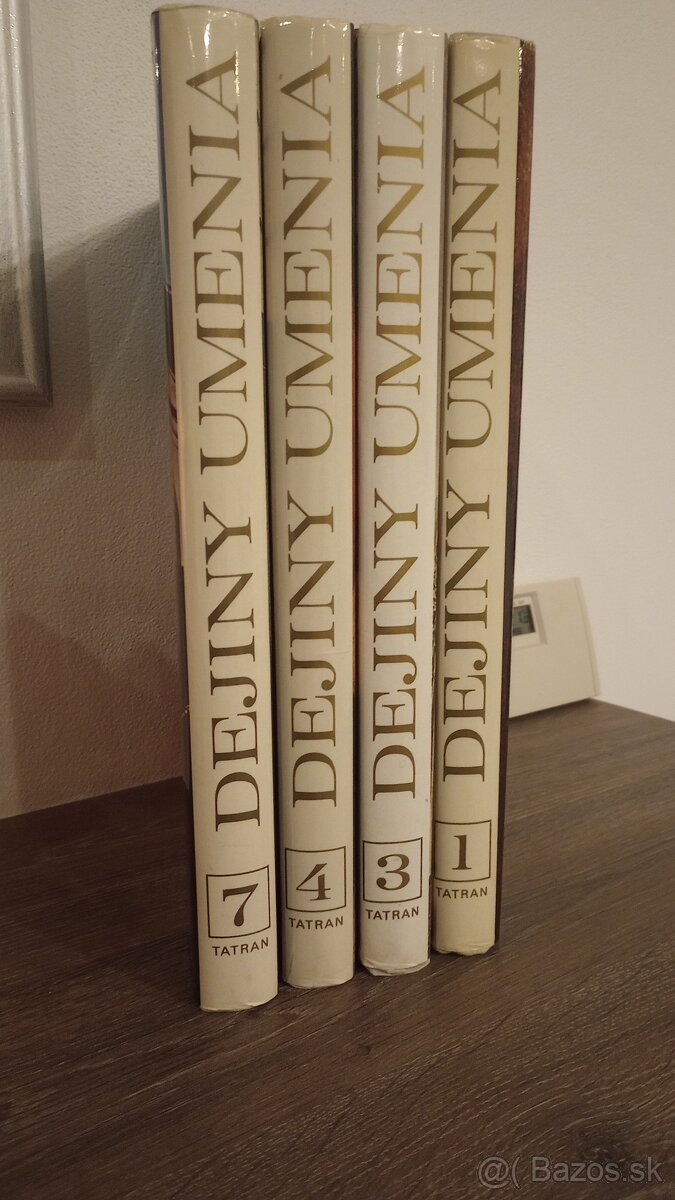 DEJINY UMENIA
7
TATRAN
DEJINY UMENIA
4
TATRAN
DEJINY UMENIA
3
TATRAN
DEJINY UMENIA
1
TATRAN
@( Bazos.sk